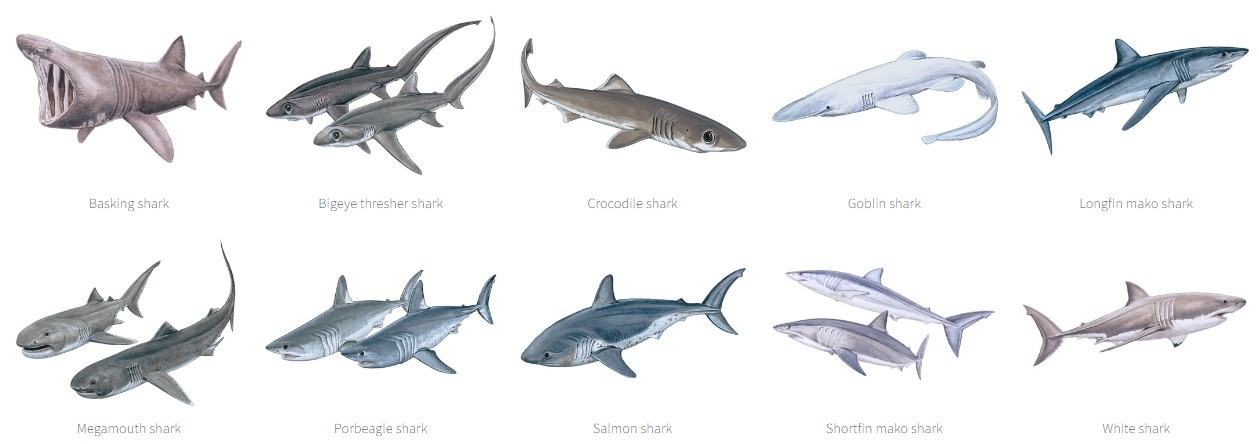 Basking shark
Bigeye thresher shark
Crocodile shark
Goblin shark
Longfin mako shark
Megamouth shark
Porbeagle shark
Salmon shark
Shortfin mako shark
White shark